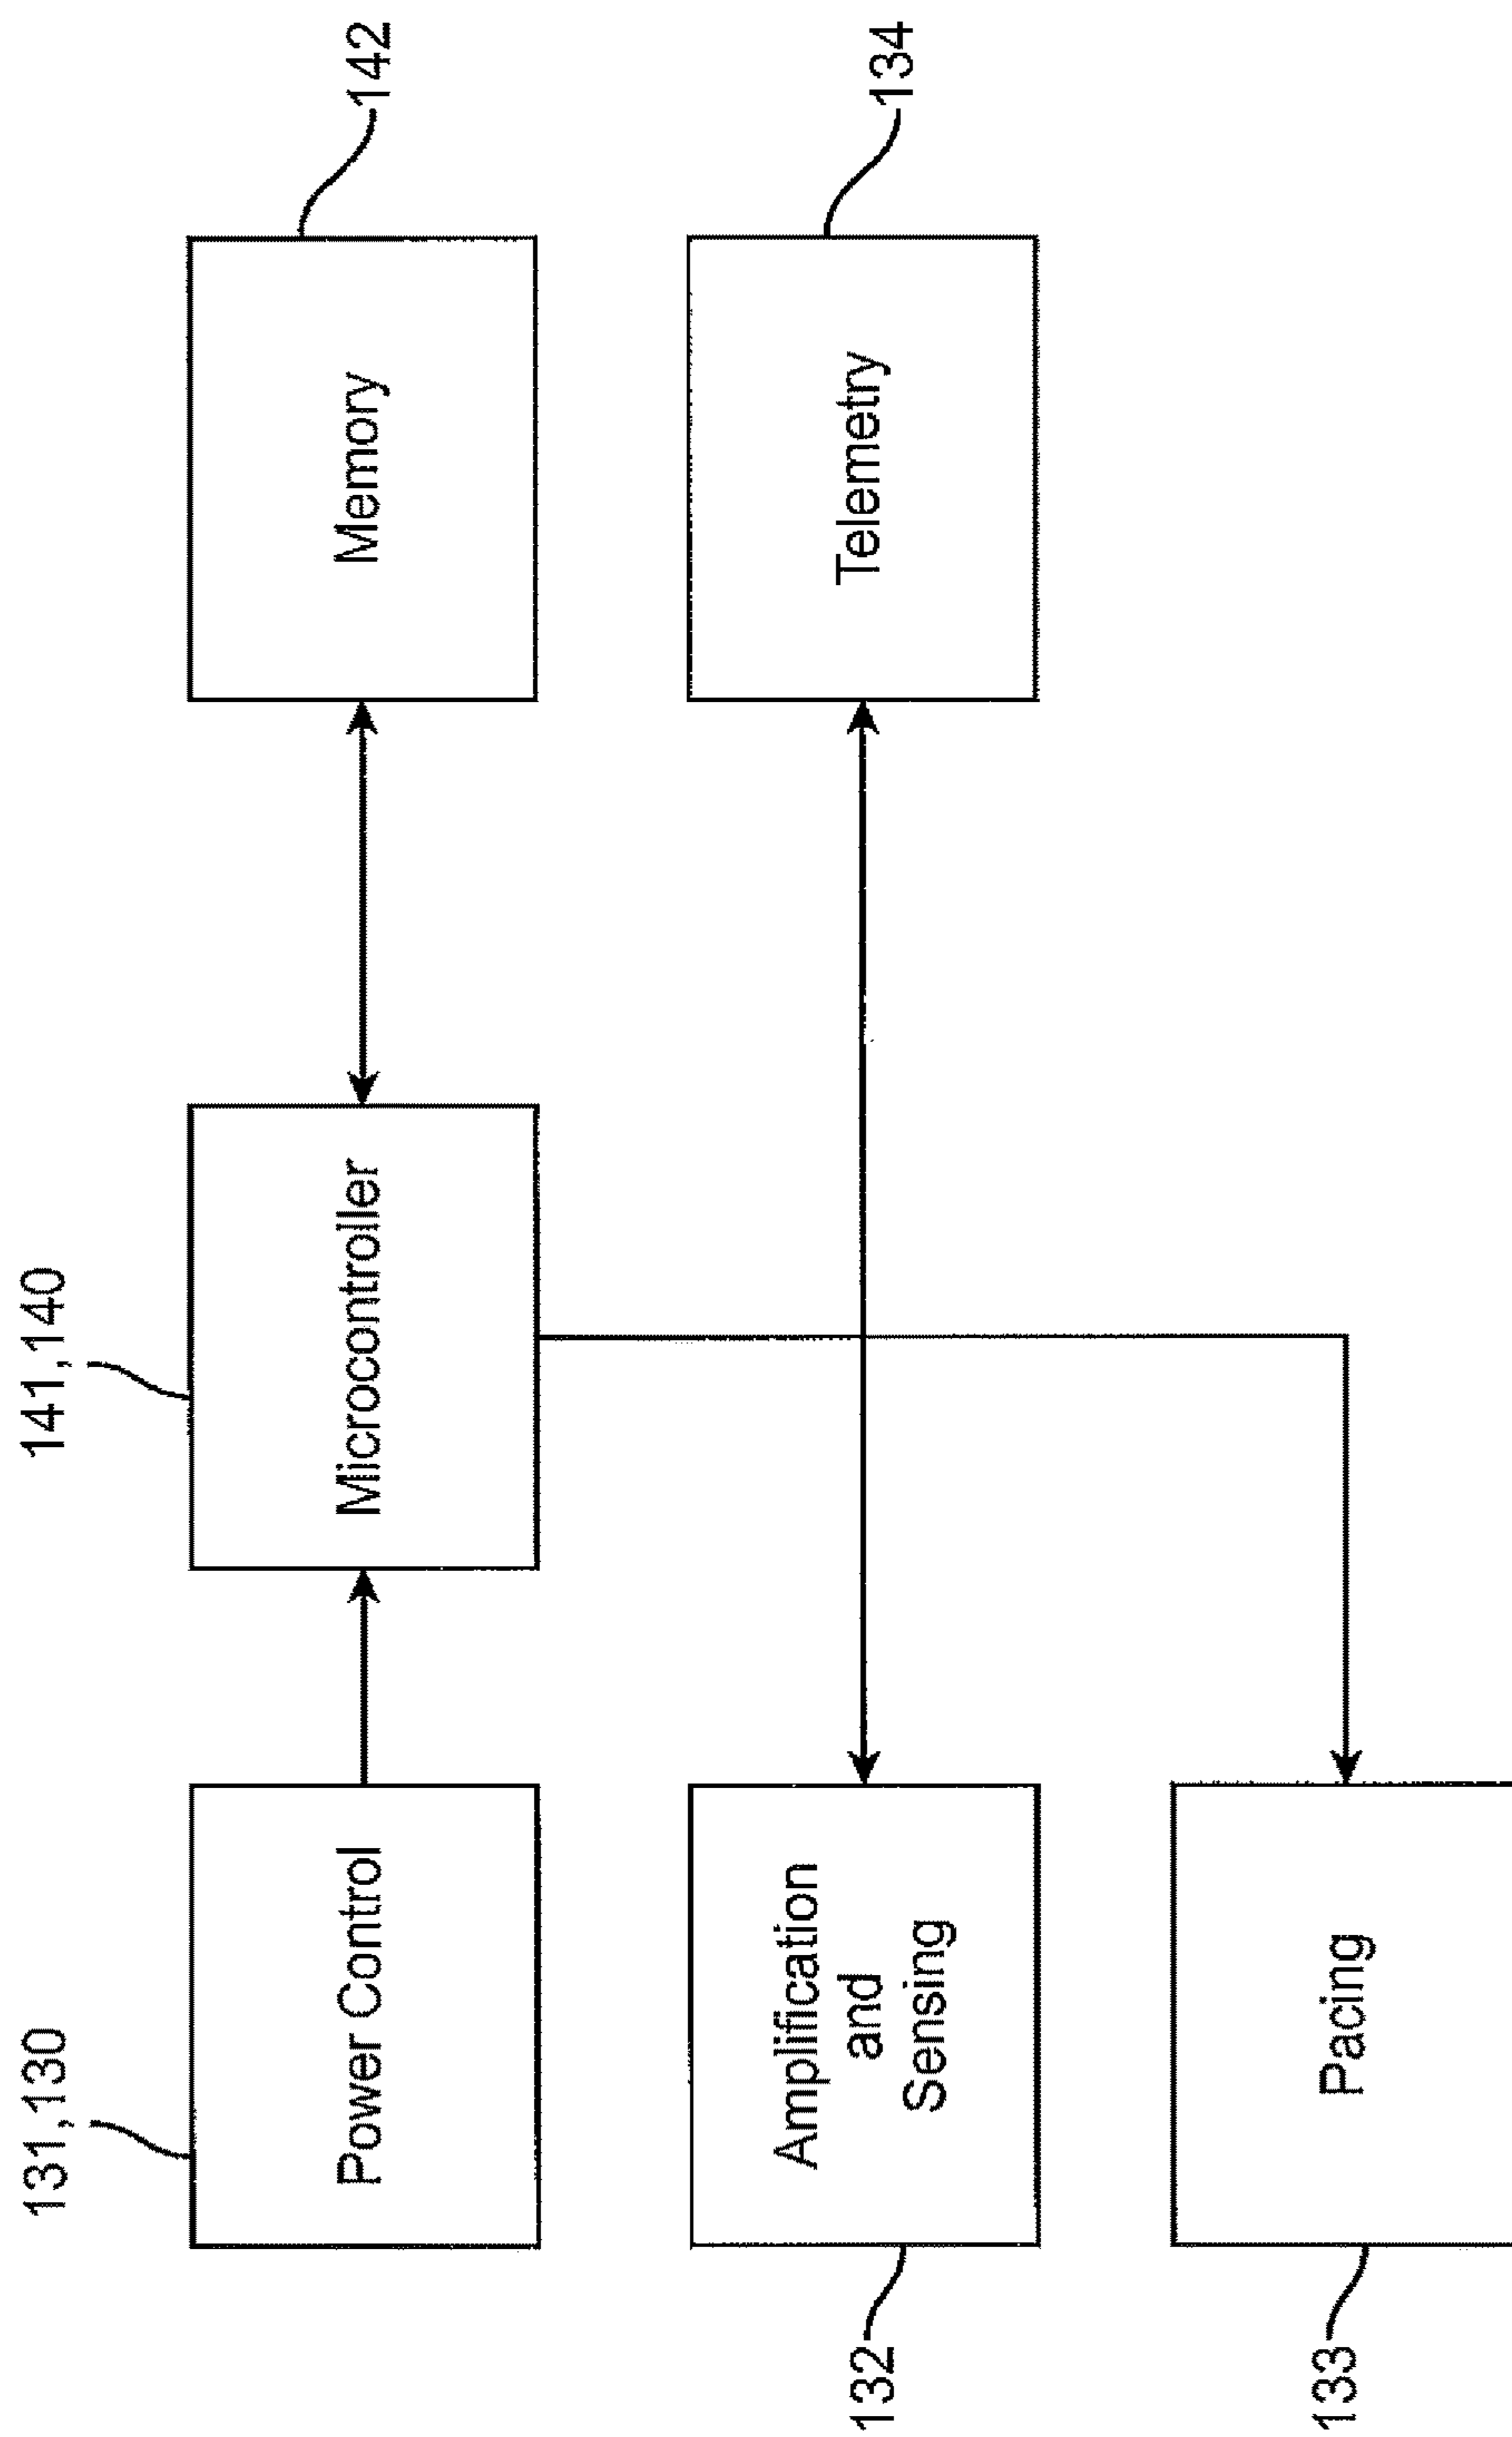 131,130
141,140
Power Control
Microcontroller
Memory
142
Amplification
and
Sensing
Telemetry
134
132
Pacing
133